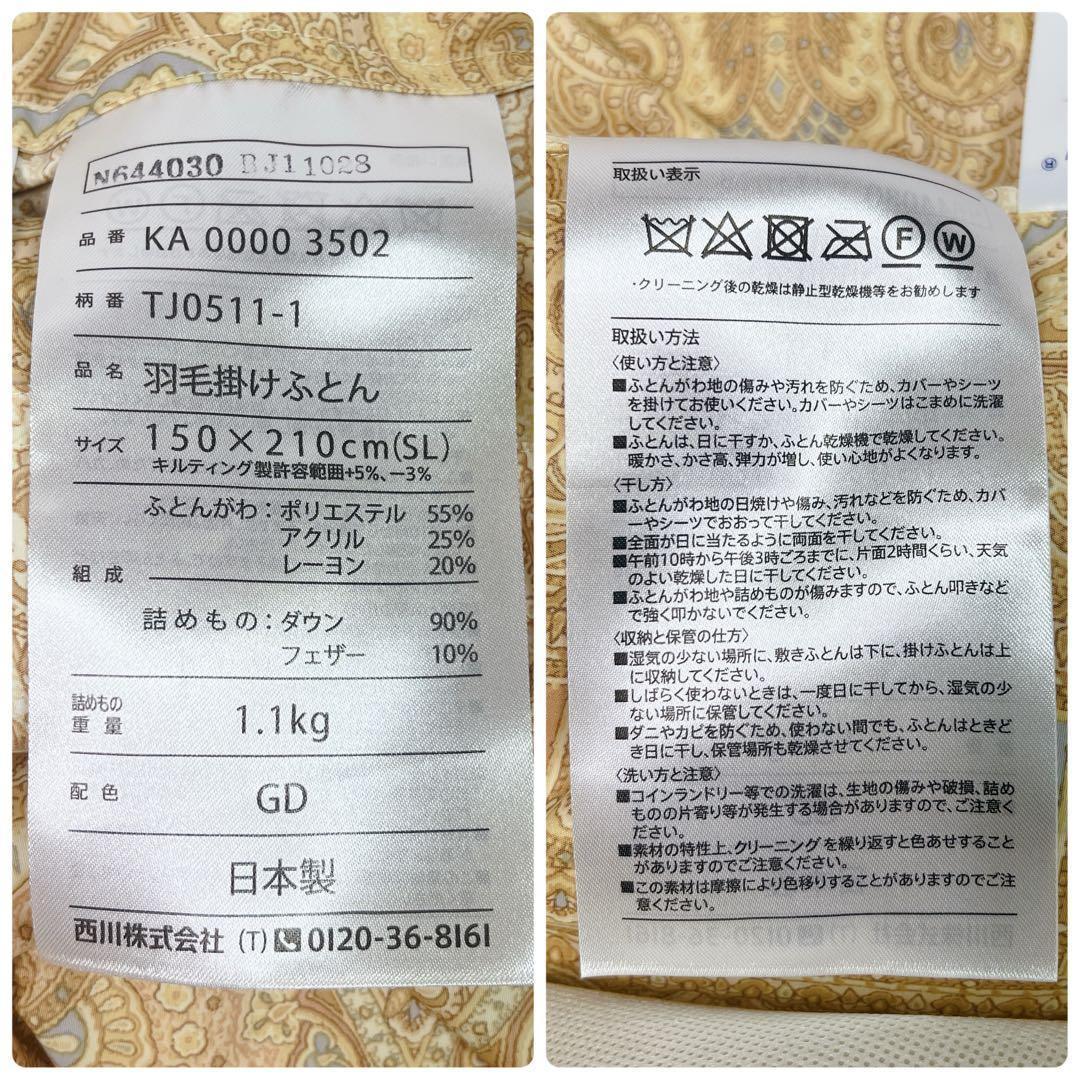 N644030 BJ11028
品番 KA 0000 3502
柄番 TJ0511-1
品名 羽毛掛けふとん
サイズ 150×210cm(SL)
キルティング製許容範囲+5%、ー3%
組成 ふとんがわ：ポリエステル 55%
アクリル 25%
レーヨン 20%
詰めもの：ダウン 90%
フェザー 10%
詰めもの重量 1.1kg
配色 GD
日本製
西川株式会社 (T) 0120-36-8161
取扱い表示
F W
・クリーニング後の乾燥は静止型乾燥機等をお勧めします
取扱い方法
〈使い方と注意〉
■ふとんがわ地の傷みや汚れを防ぐため、カバーやシーツ
を掛けてお使いください。カバーやシーツはこまめに洗濯
してください。
■ふとんは、日に干すか、ふとん乾燥機で乾燥してください。
暖かさ、かさ高、弾力が増し、使い心地がよくなります。
〈干し方〉
■ふとんがわ地の日焼けや傷み、汚れなどを防ぐため、カバ
ーやシーツでおおって干してください。
■全面が日に当たるように両面を干してください。
■午前10時から午後3時ごろまでに、片面2時間くらい、天気
のよい乾燥した日に干してください。
■ふとんがわ地や詰めものが傷みますので、ふとん叩きなど
で強く叩かないでください。
〈収納と保管の仕方〉
■湿気の少ない場所に、敷きふとんは下に、掛けふとんは上
に収納してください。
■しばらく使わないときは、一度日に干してから、湿気の少
ない場所に保管してください。
■ダニやカビを防ぐため、使わない間でも、ふとんはときど
き日に干し、保管場所も乾燥させてください。
〈洗い方と注意〉
■コインランドリー等での洗濯は、生地の傷みや破損、詰め
ものの片寄り等が発生する場合がありますので、ご注意く
ださい。
■素材の特性上、クリーニングを繰り返すと色あせすること
がありますのでご注意ください。
■この素材は摩擦により色移りすることがありますのでご注
意ください。
®